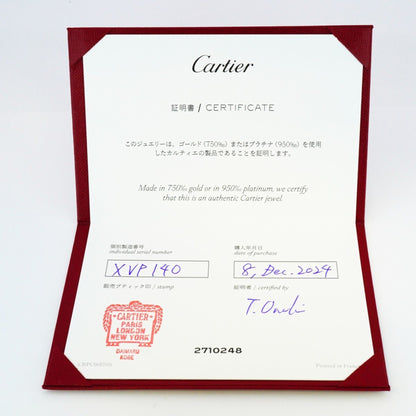 Cartier
証明書 / CERTIFICATE
このジュエリーは、ゴールド(750‰)またはプラチナ(950‰)を使用
したカルティエの製品であることを証明します。
Made in 750‰ gold or in 950‰ platinum, we certify
that this is an authentic Cartier jewel.
個別製造番号
individual serial number
XVP140
購入年月日
date of purchase
8, Dec. 2024
販売ブティック印 / stamp
証明者 / certified by
CARTIER
PARIS
LONDON
NEW YORK
DAIMARU
KOBE
2710248
Printed in